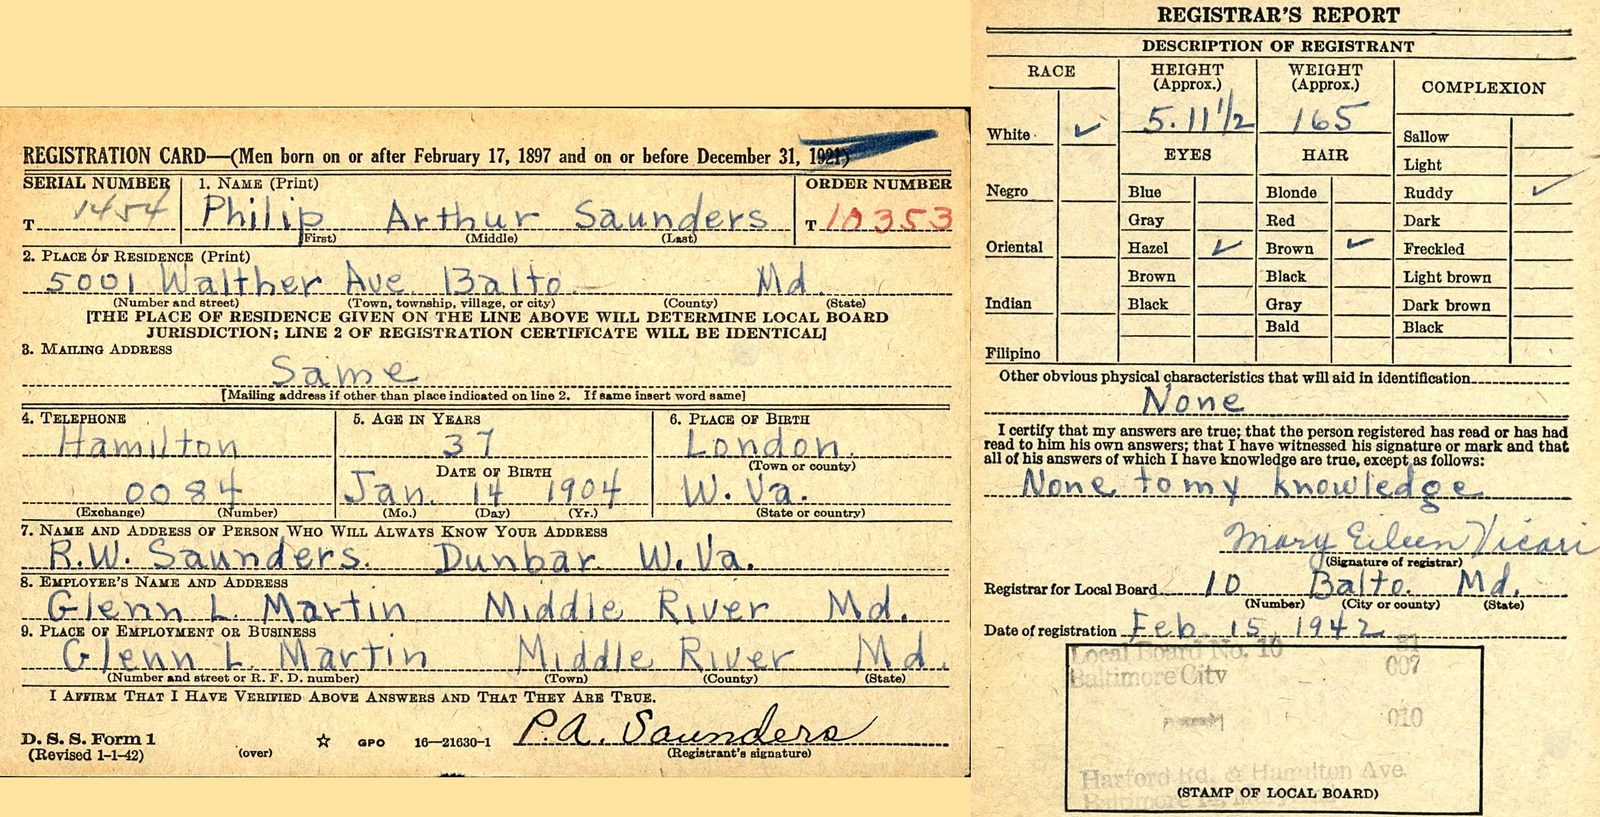 REGISTRATION CARD—(Men born on or after February 17, 1897 and on or before December 31, 1921)
SERIAL NUMBER
1. NAME (Print)
ORDER NUMBER
T 1454
Philip Arthur Saunders
T 10353
(First) (Middle) (Last)
2. PLACE OF RESIDENCE (Print)
5001 Walther Ave Balto. Md.
(Number and street) (Town, township, village, or city) (County) (State)
[THE PLACE OF RESIDENCE GIVEN ON THE LINE ABOVE WILL DETERMINE LOCAL BOARD
JURISDICTION; LINE 2 OF REGISTRATION CERTIFICATE WILL BE IDENTICAL]
3. MAILING ADDRESS
Same
[Mailing address if other than place indicated on line 2. If same insert word same]
4. TELEPHONE
Hamilton
0084
(Exchange) (Number)
5. AGE IN YEARS
37
DATE OF BIRTH
Jan. 14 1904
(Mo.) (Day) (Yr.)
6. PLACE OF BIRTH
London.
(Town or county)
W. Va.
(State or country)
7. NAME AND ADDRESS OF PERSON WHO WILL ALWAYS KNOW YOUR ADDRESS
R.W. Saunders. Dunbar W. Va.
8. EMPLOYER'S NAME AND ADDRESS
Glenn L. Martin Middle River Md.
9. PLACE OF EMPLOYMENT OR BUSINESS
Glenn L. Martin Middle River Md.
(Number and street or R. F. D. number) (Town) (County) (State)
I AFFIRM THAT I HAVE VERIFIED ABOVE ANSWERS AND THAT THEY ARE TRUE.
P.A. Saunders
D. S. S. Form 1
(Revised 1-1-42) (over) ☆ GPO 16—21630-1 (Registrant's signature)
REGISTRAR'S REPORT
DESCRIPTION OF REGISTRANT
RACE
White ✓
Negro
Oriental
Indian
Filipino
HEIGHT
(Approx.)
5. 11 1/2
WEIGHT
(Approx.)
165
EYES
Blue
Gray
Hazel ✓
Brown
Black
HAIR
Blonde
Red
Brown ✓
Black
Gray
Bald
COMPLEXION
Sallow
Light
Ruddy ✓
Dark
Freckled
Light brown
Dark brown
Black
Other obvious physical characteristics that will aid in identification
None
I certify that my answers are true; that the person registered has read or has had
read to him his own answers; that I have witnessed his signature or mark and that
all of his answers of which I have knowledge are true, except as follows:
None to my knowledge
Mary Eileen Vicari
(Signature of registrar)
Registrar for Local Board 10 Balto. Md.
(Number) (City or county) (State)
Date of registration Feb. 15, 1942
Local Board No. 10 31
Baltimore City 007
010
Harford Rd. & Hamilton Ave
Baltimore
(STAMP OF LOCAL BOARD)